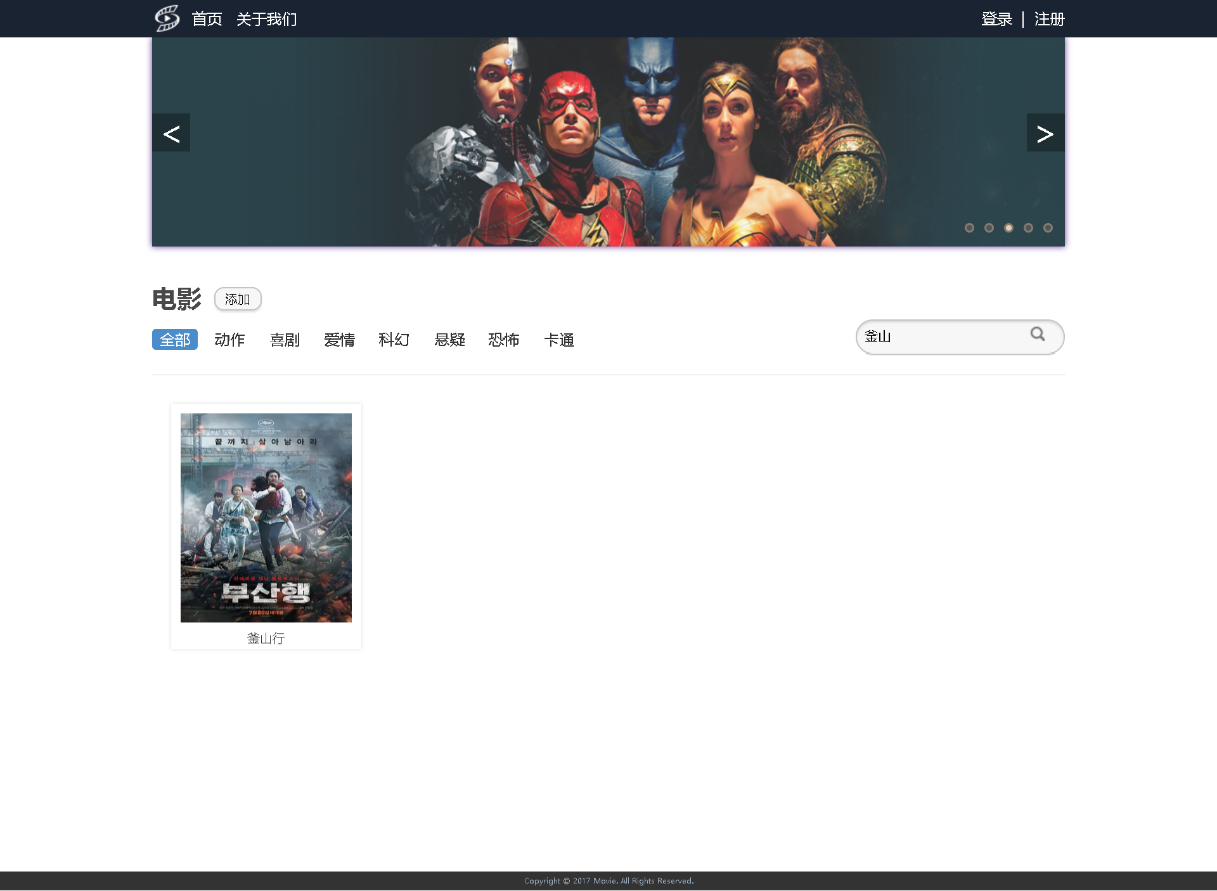 首页 关于我们 登录 | 注册
<
>
电影 添加
全部 动作 喜剧 爱情 科幻 悬疑 恐怖 卡通
釜山
끝까지 살아남아라
부산행
釜山行
Copyright © 2017 Movie. All Rights Reserved.